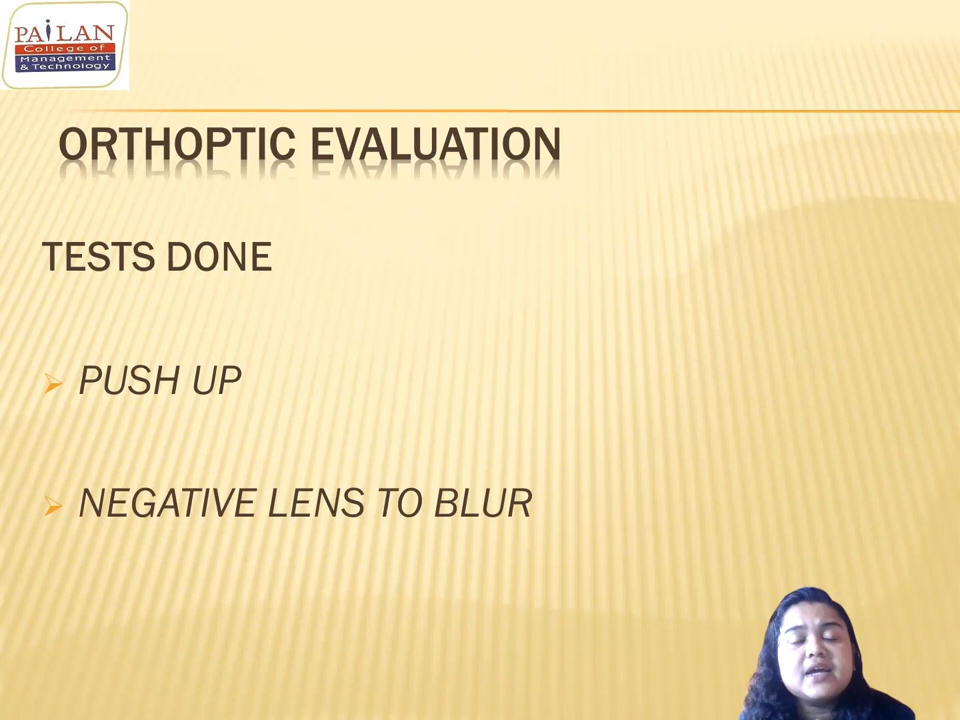 PAiLAN
College of
Management
& Technology
ORTHOPTIC EVALUATION
TESTS DONE
PUSH UP
NEGATIVE LENS TO BLUR